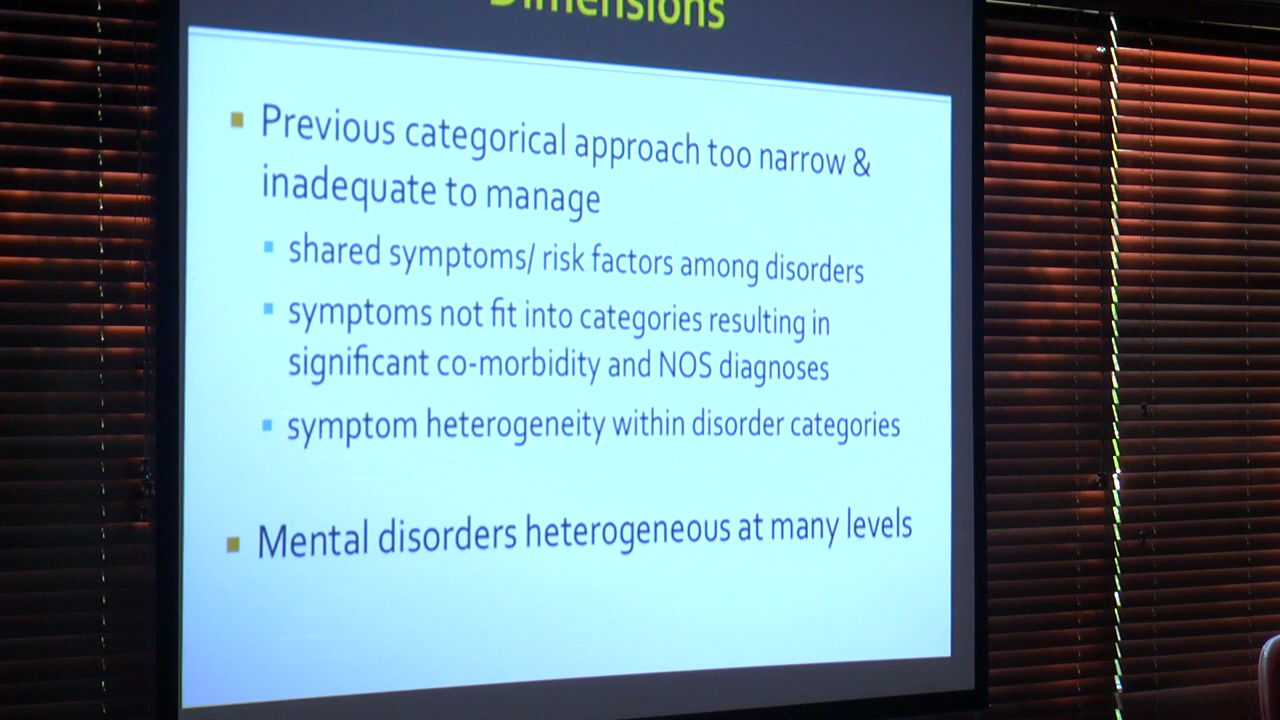 Dimensions
Previous categorical approach too narrow &
inadequate to manage
shared symptoms/ risk factors among disorders
symptoms not fit into categories resulting in
significant co-morbidity and NOS diagnoses
symptom heterogeneity within disorder categories
Mental disorders heterogeneous at many levels